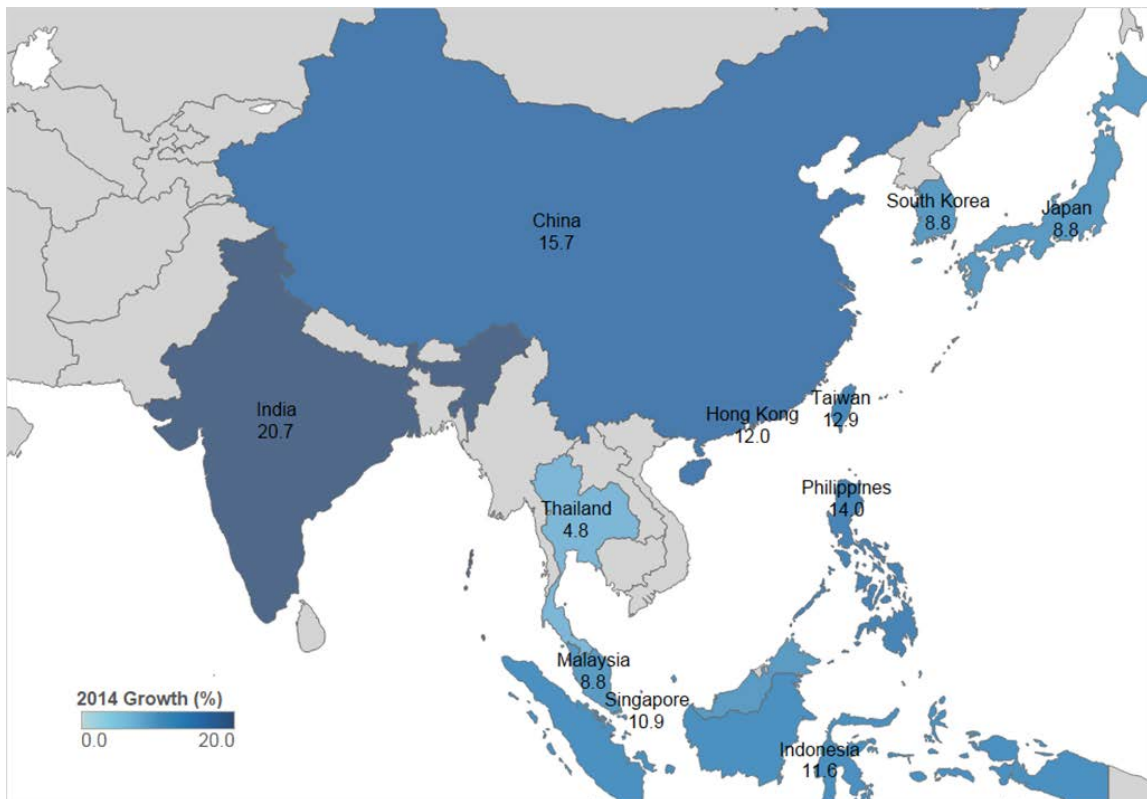 South Korea
8.8
Japan
8.8
China
15.7
India
20.7
Hong Kong
12.0
Taiwan
12.9
Philippines
14.0
Thailand
4.8
Malaysia
8.8
Singapore
10.9
Indonesia
11.6
2014 Growth (%)
0.0 20.0